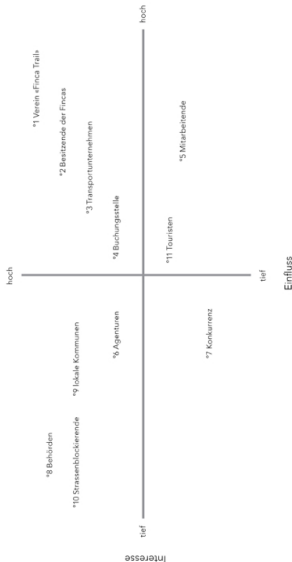 hoch
hoch
°1 Verein «Finca Trail»
°2 Besitzende der Fincas
°3 Transportunternehmen
°4 Buchungsstelle
°5 Mitarbeitende
°11 Touristen
°6 Agenturen
°7 Konkurrenz
°9 lokale Kommunen
°8 Behörden
°10 Strassenblockierende
tief
tief
Einfluss
Interesse